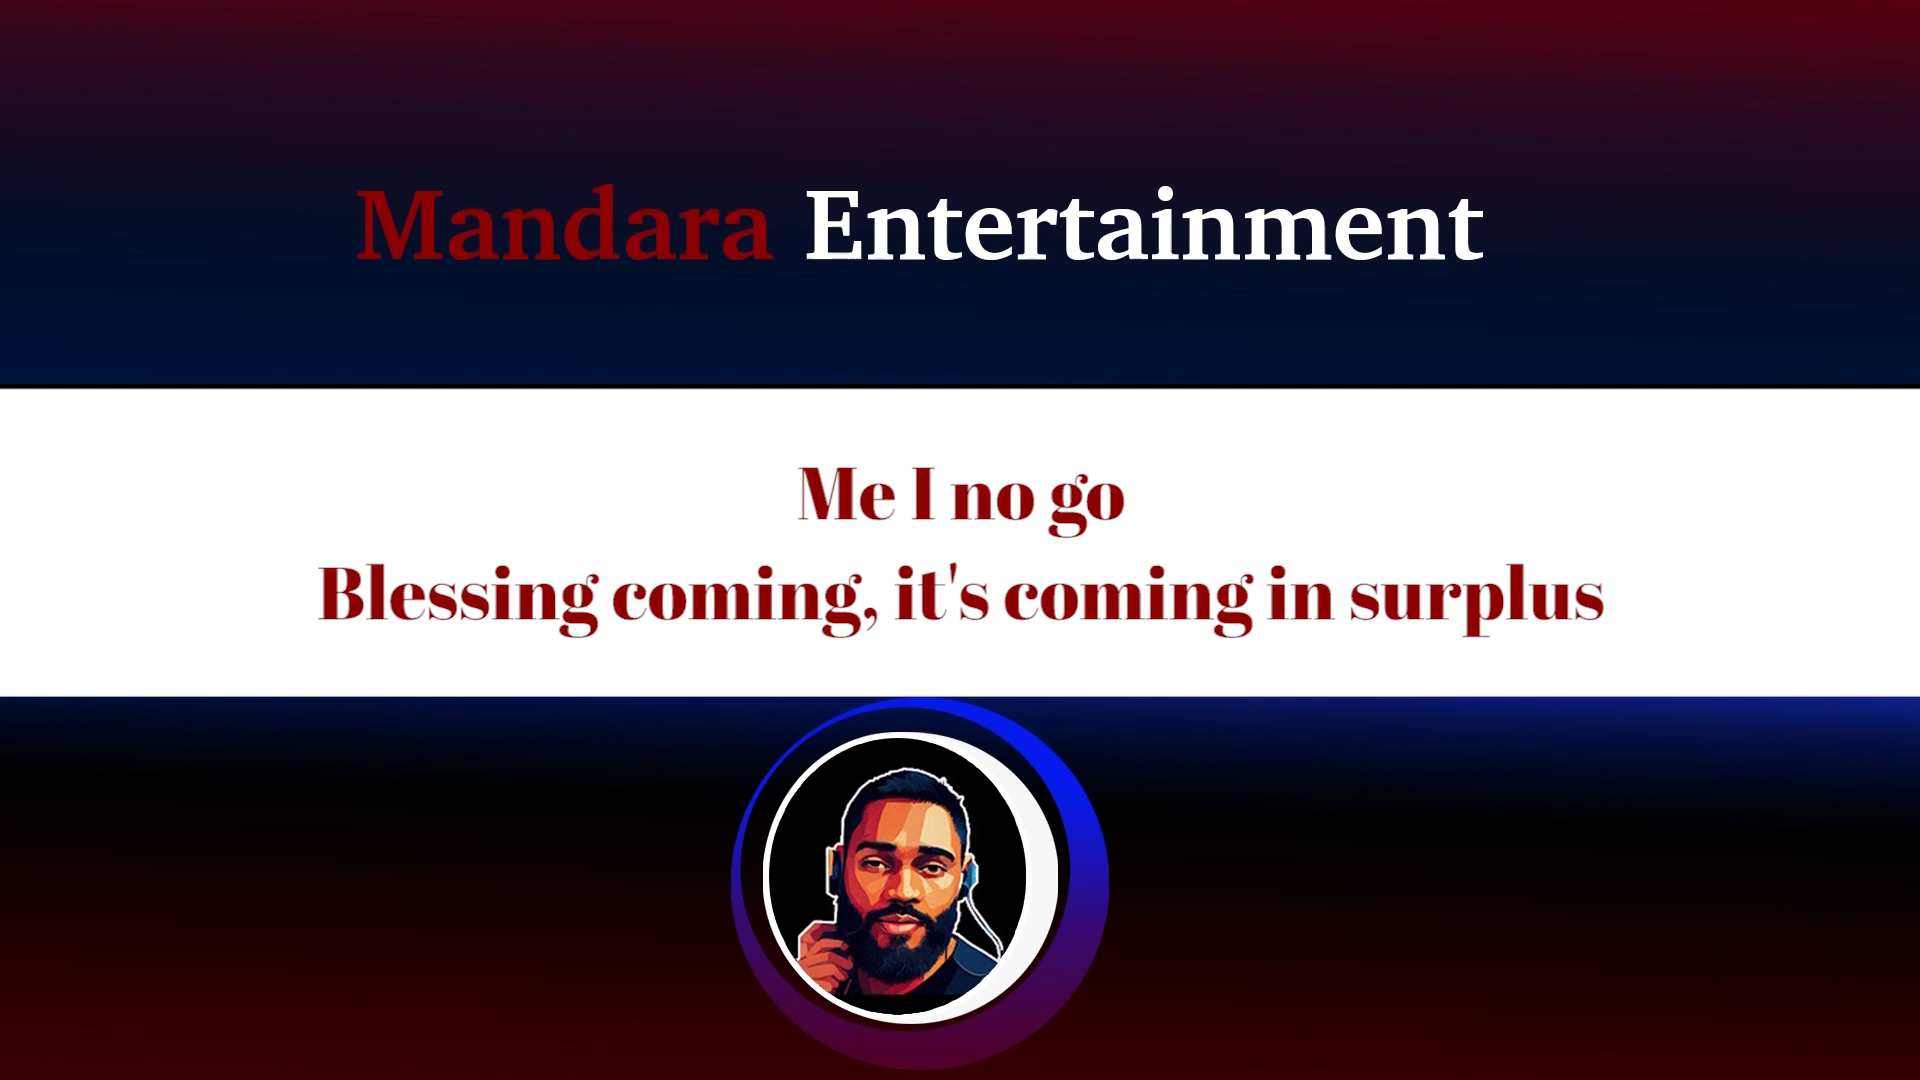 Mandara Entertainment
Me I no go
Blessing coming, it's coming in surplus